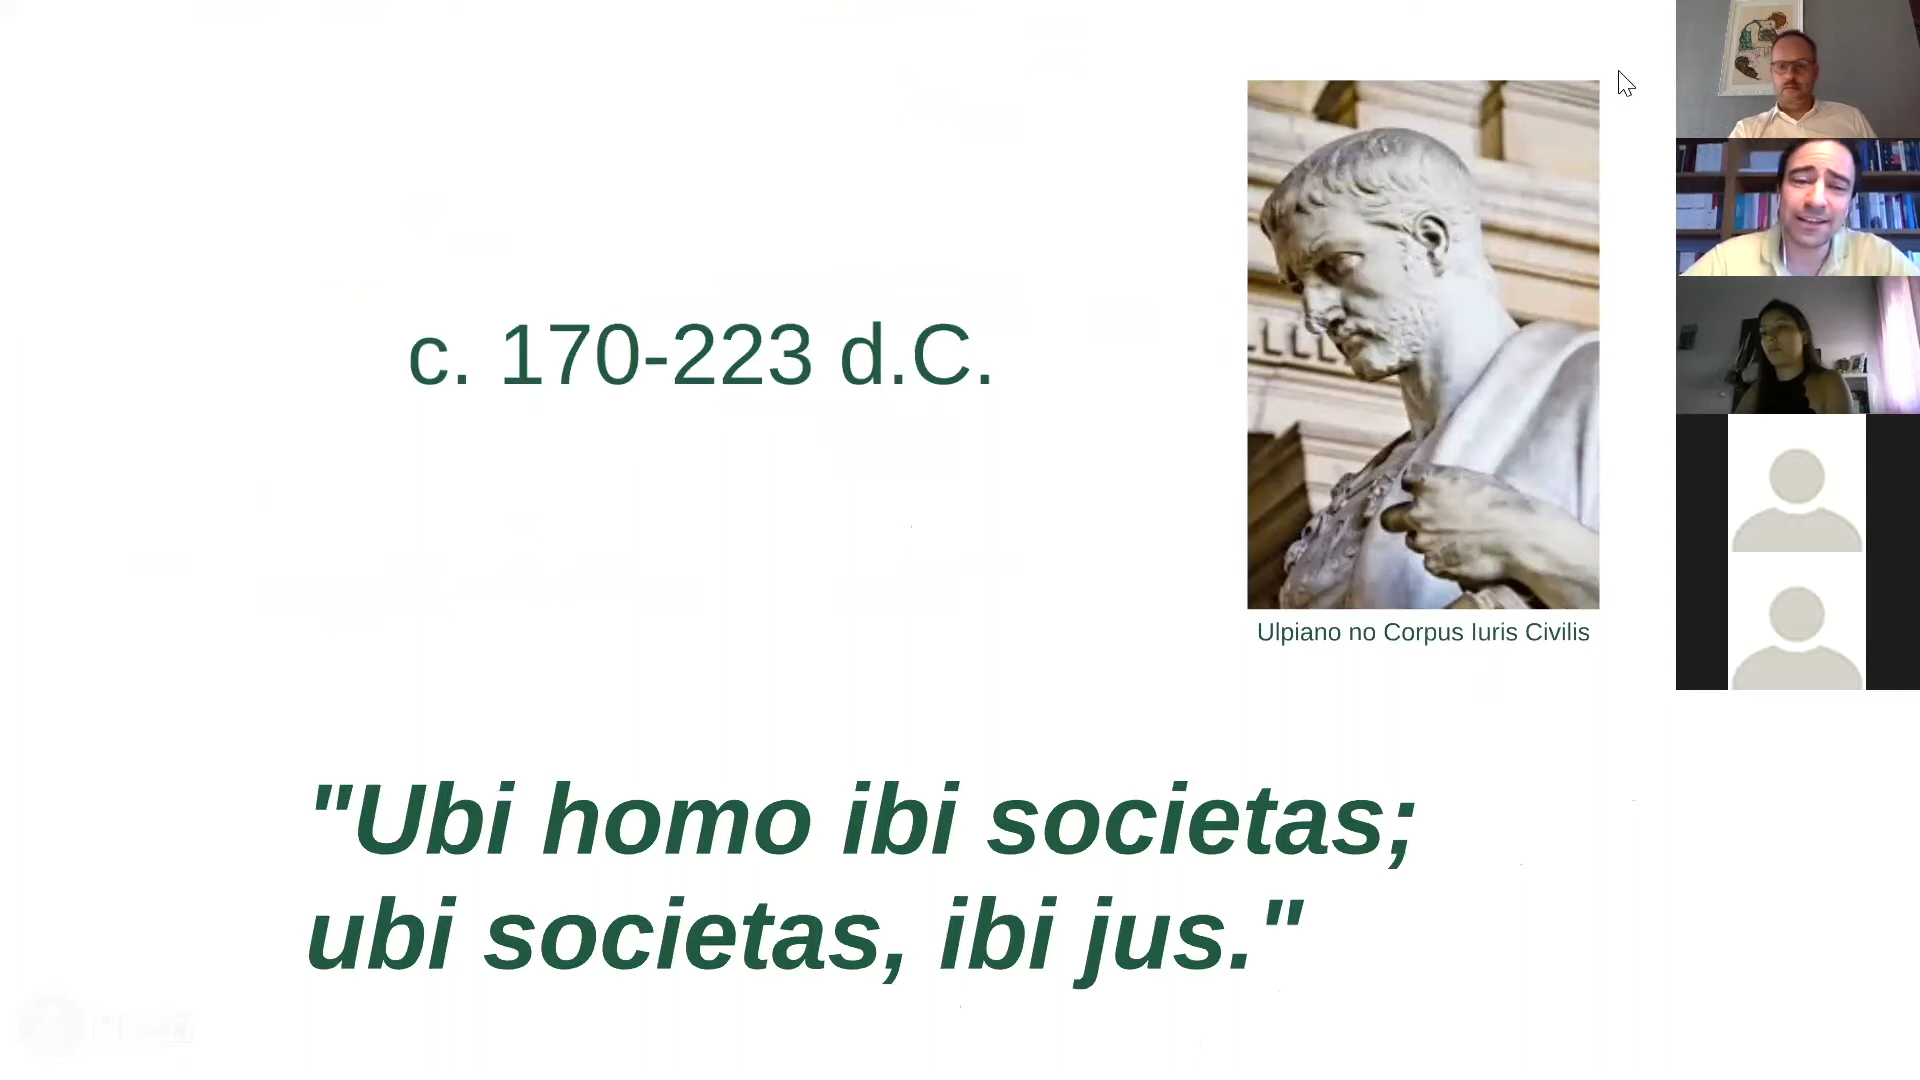 c. 170-223 d.C.
Ulpiano no Corpus Iuris Civilis
"Ubi homo ibi societas;
ubi societas, ibi jus."